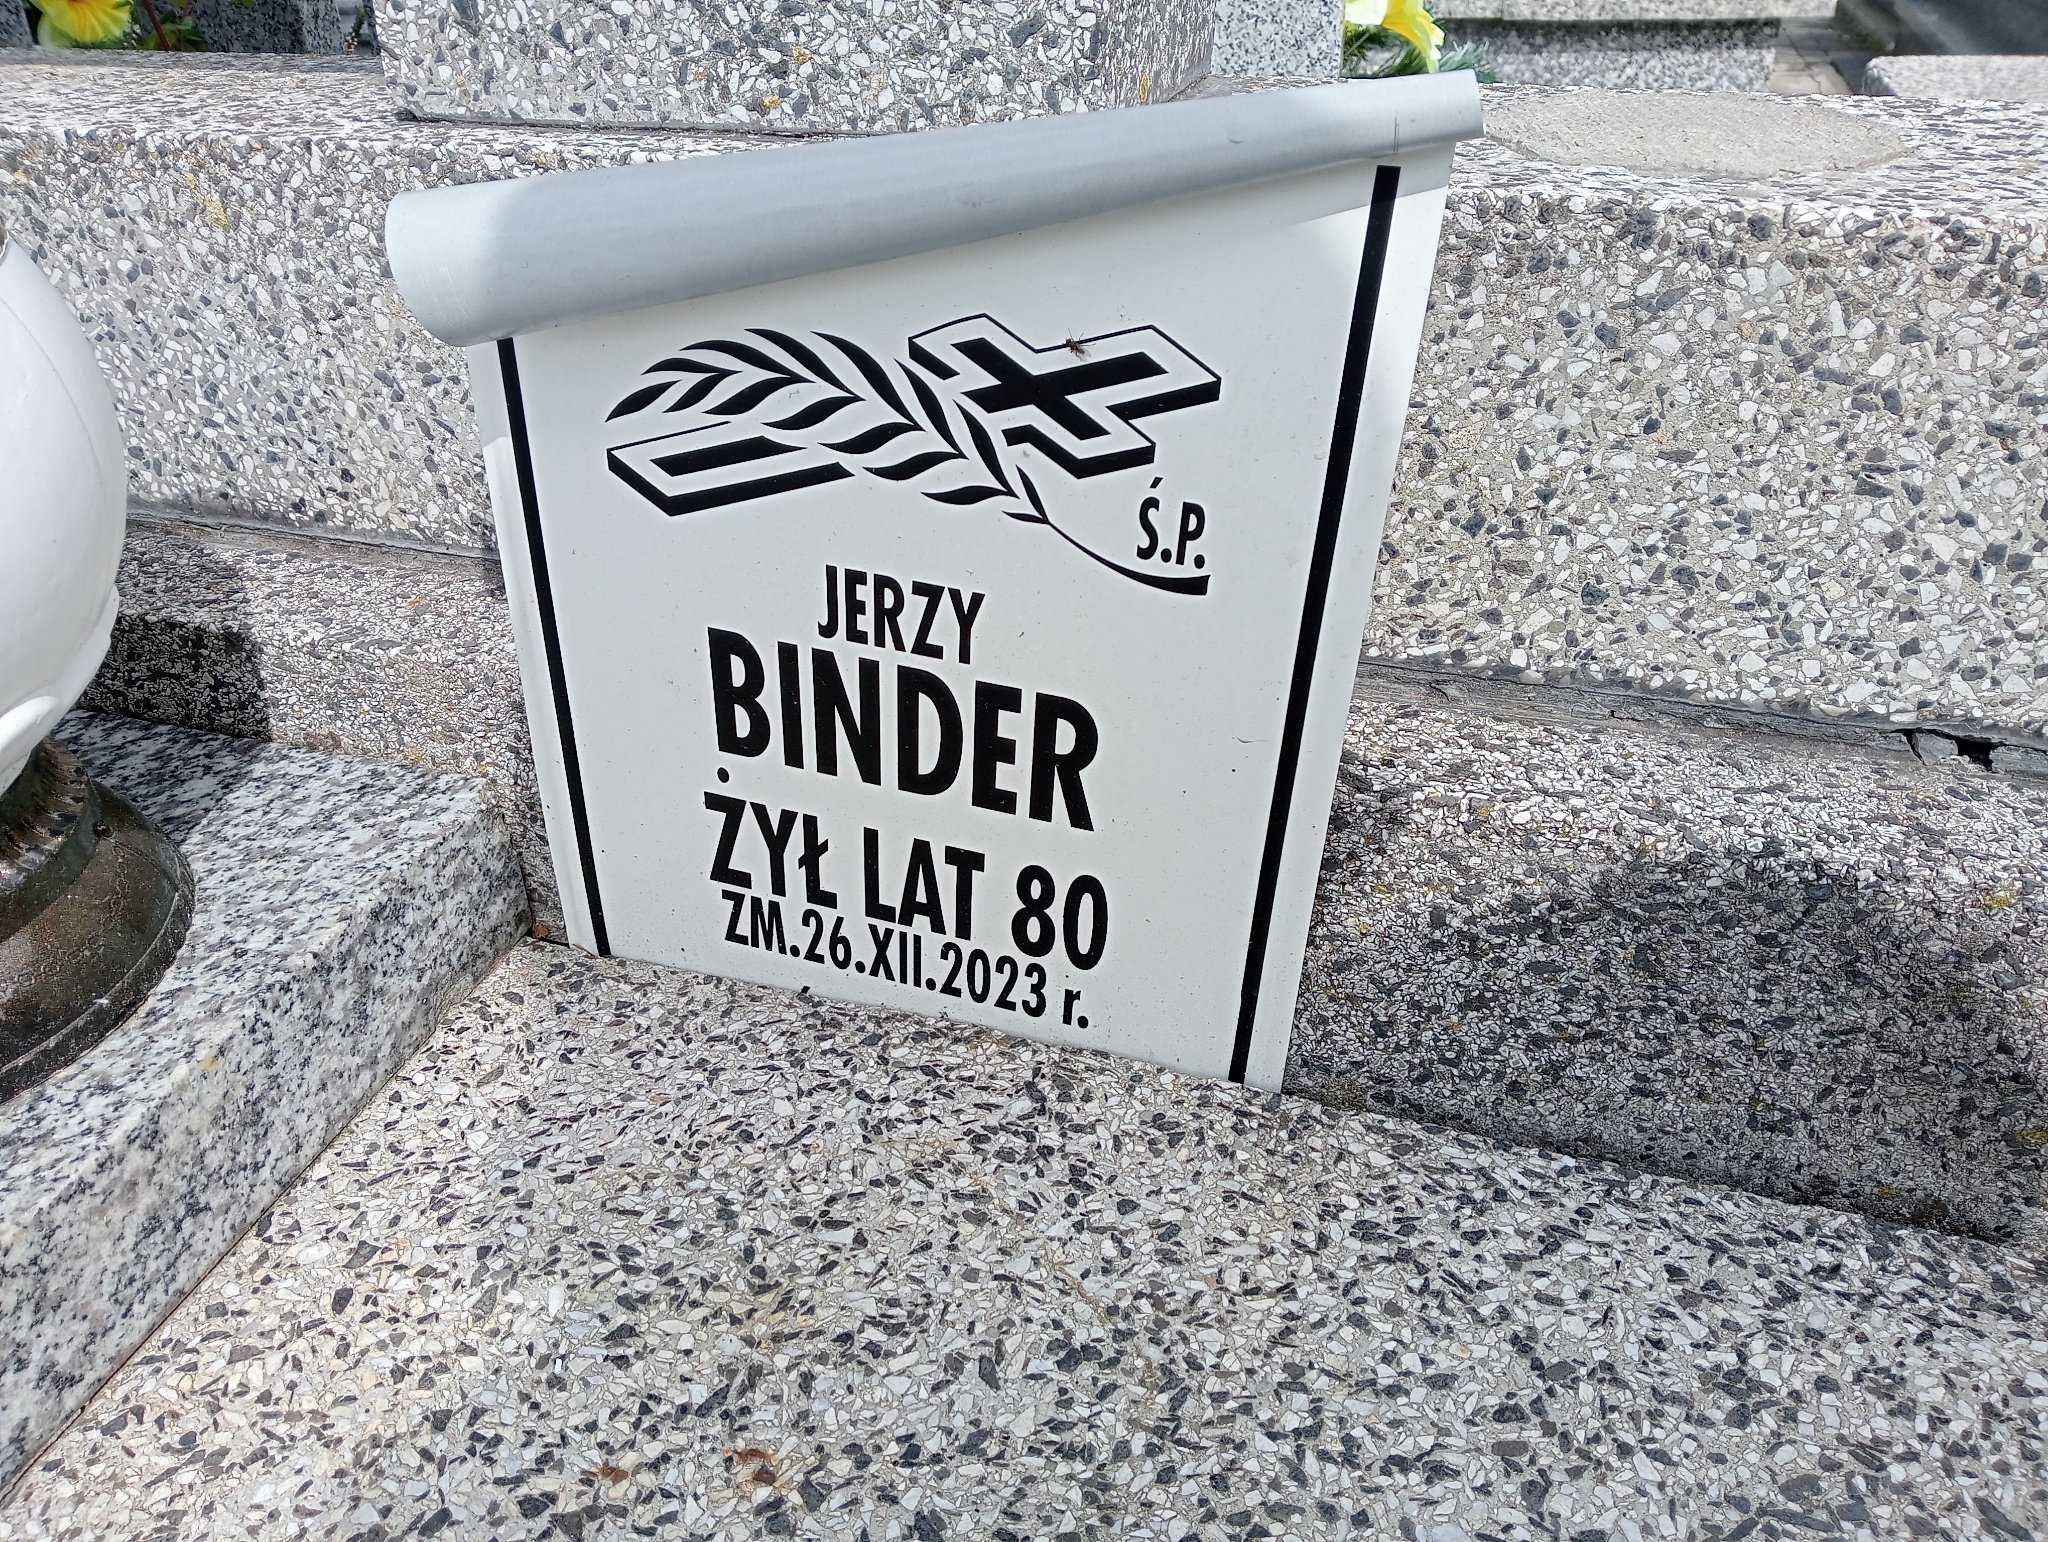 Ś.P.
JERZY
BINDER
ŻYŁ LAT 80
ZM.26.XII.2023 r.